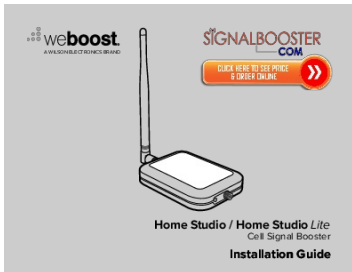 weboost.
A WILSON ELECTRONICS BRAND
SIGNALBOOSTER
.COM
CLICK HERE TO SEE PRICE
& ORDER ONLINE
Home Studio / Home Studio Lite
Cell Signal Booster
Installation Guide